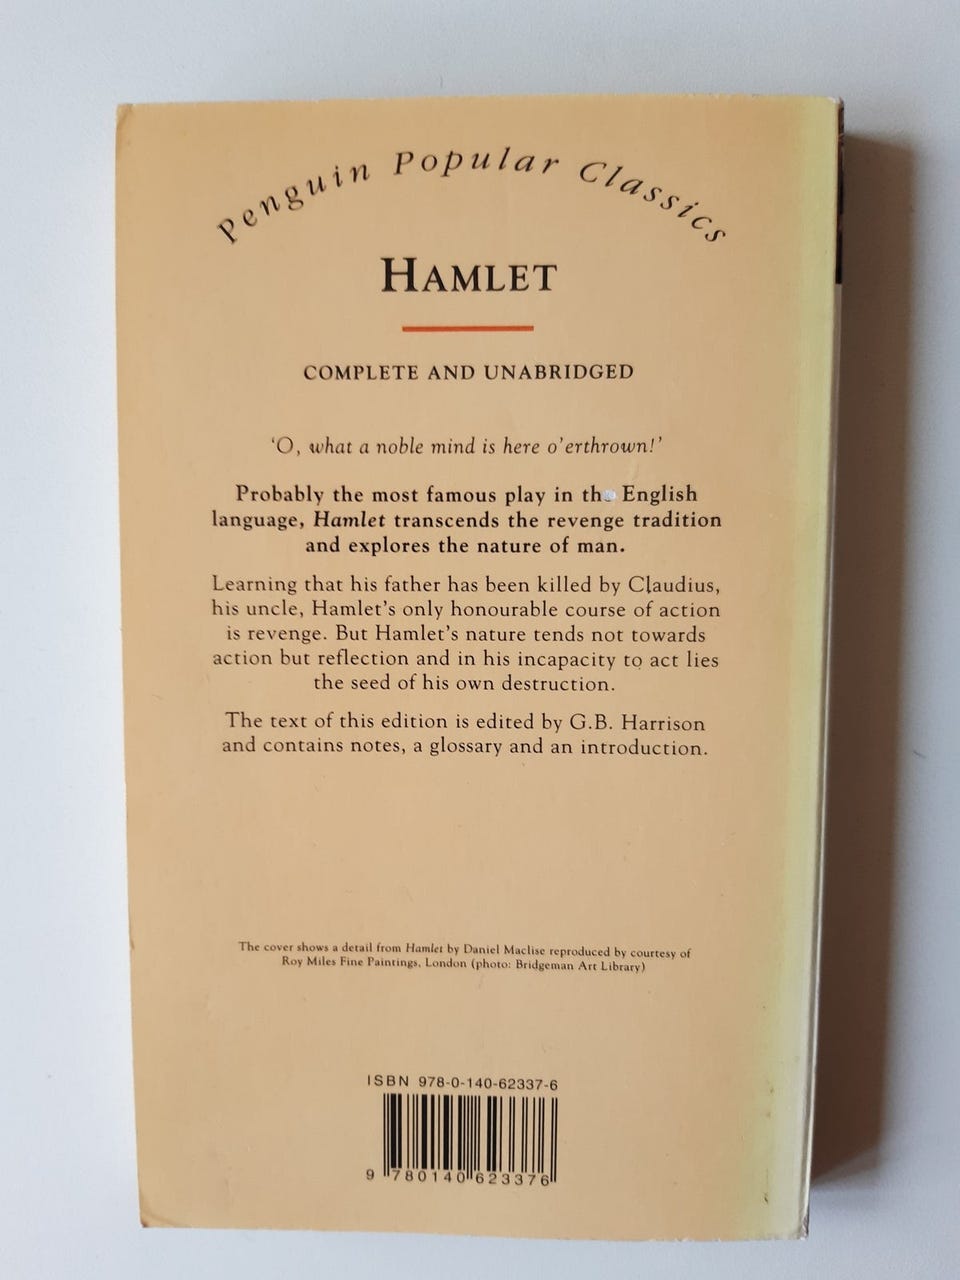 Penguin Popular Classics
HAMLET
COMPLETE AND UNABRIDGED
‘O, what a noble mind is here o’erthrown!’
Probably the most famous play in the English
language, Hamlet transcends the revenge tradition
and explores the nature of man.
Learning that his father has been killed by Claudius,
his uncle, Hamlet’s only honourable course of action
is revenge. But Hamlet’s nature tends not towards
action but reflection and in his incapacity to act lies
the seed of his own destruction.
The text of this edition is edited by G.B. Harrison
and contains notes, a glossary and an introduction.
The cover shows a detail from Hamlet by Daniel Maclise reproduced by courtesy of
Roy Miles Fine Paintings, London (photo: Bridgeman Art Library)
ISBN 978-0-140-62337-6
9 780140 623376